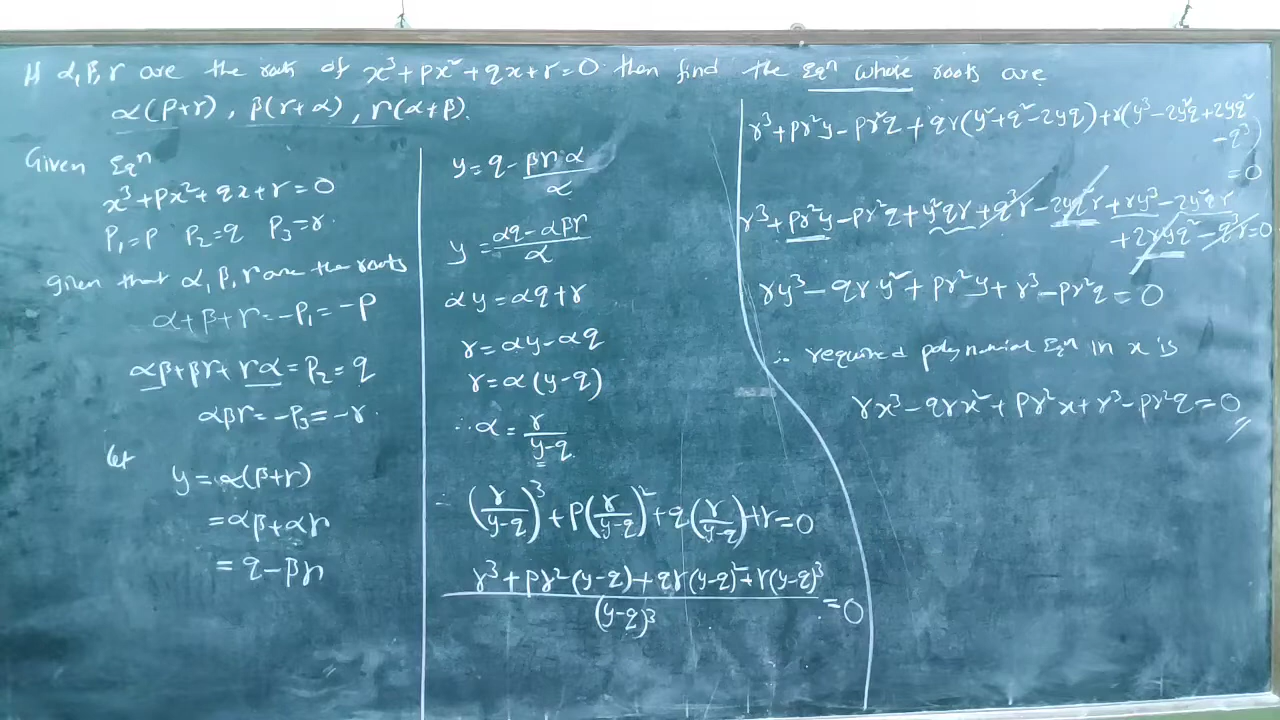 If α, β, γ are the roots of x³+px²+qx+r=0 then find the Eqⁿ whose roots are
α(β+γ), β(γ+α), γ(α+β).
Given Eqⁿ
x³+px²+qx+r=0
P₁=p P₂=q P₃=r.
given that α, β, γ are the roots
α+β+γ=-P₁=-P
αβ+βγ+γα=P₂=q
αβγ=-P₃=-r.
let
y=α(β+γ)
=αβ+αγ
=q-βγ
y=q-βγα/α
y=αq-αβγ/α
αy=αq+r
r=αy-αq
r=α(y-q)
∴α=r/y-q.
∴(r/y-q)³+p(r/y-q)²+q(r/y-q)+r=0
r³+pr²(y-q)+qr(y-q)²+r(y-q)³/(y-q)³=0
r³+pr²y-pr²q+qr(y²+q²-2yq)+r(y³-2y²q+2yq²
-q³)
=0
r³+pr²y-pr²q+y²qr+q³r-2yq²r+ry³-2y²qr
+2ryq²-q³r=0
ry³-qry²+pr²y+r³-pr²q=0
∴ required polynomial Eqⁿ in x is
rx³-qrx²+pr²x+r³-pr²q=0